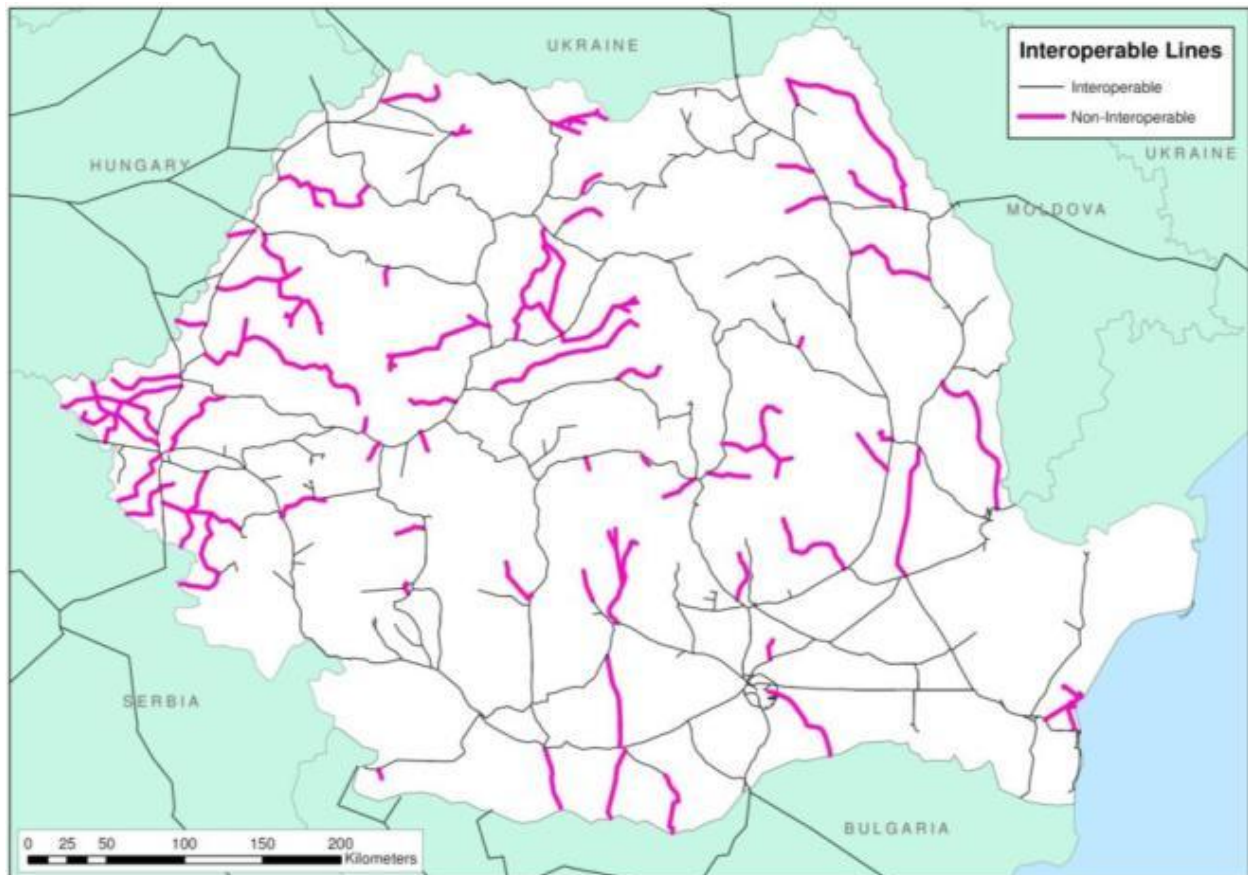 UKRAINE
Interoperable Lines
Interoperable
Non-Interoperable
HUNGARY
UKRAINE
MOLDOVA
SERBIA
BULGARIA
0 25 50 100 150 200
Kilometers